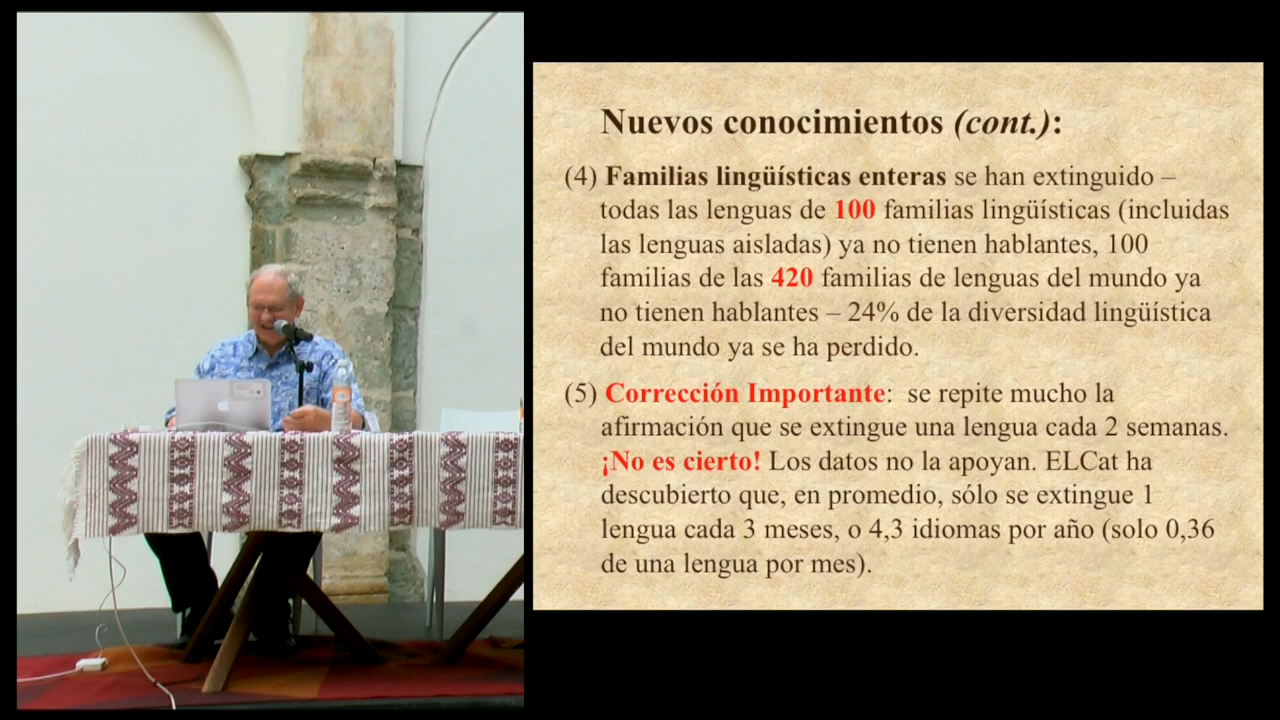 Nuevos conocimientos (cont.):
(4) Familias lingüísticas enteras se han extinguido –
todas las lenguas de 100 familias lingüísticas (incluidas
las lenguas aisladas) ya no tienen hablantes, 100
familias de las 420 familias de lenguas del mundo ya
no tienen hablantes – 24% de la diversidad lingüística
del mundo ya se ha perdido.
(5) Corrección Importante: se repite mucho la
afirmación que se extingue una lengua cada 2 semanas.
¡No es cierto! Los datos no la apoyan. ELCat ha
descubierto que, en promedio, sólo se extingue 1
lengua cada 3 meses, o 4,3 idiomas por año (solo 0,36
de una lengua por mes).